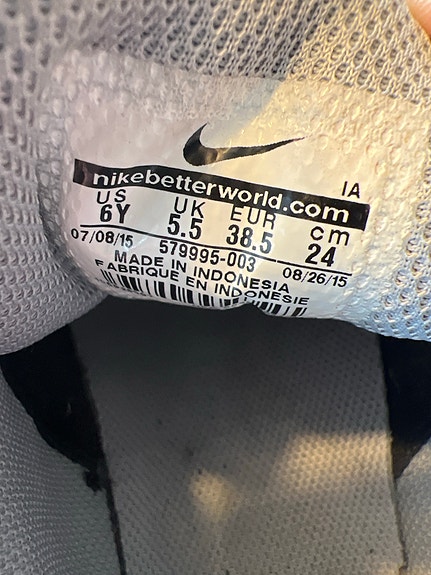 IA
nikebetterworld.com
US UK EUR cm
6Y 5.5 38.5 24
07/08/15 579995-003 08/26/15
MADE IN INDONESIA
FABRIQUE EN INDONESIE